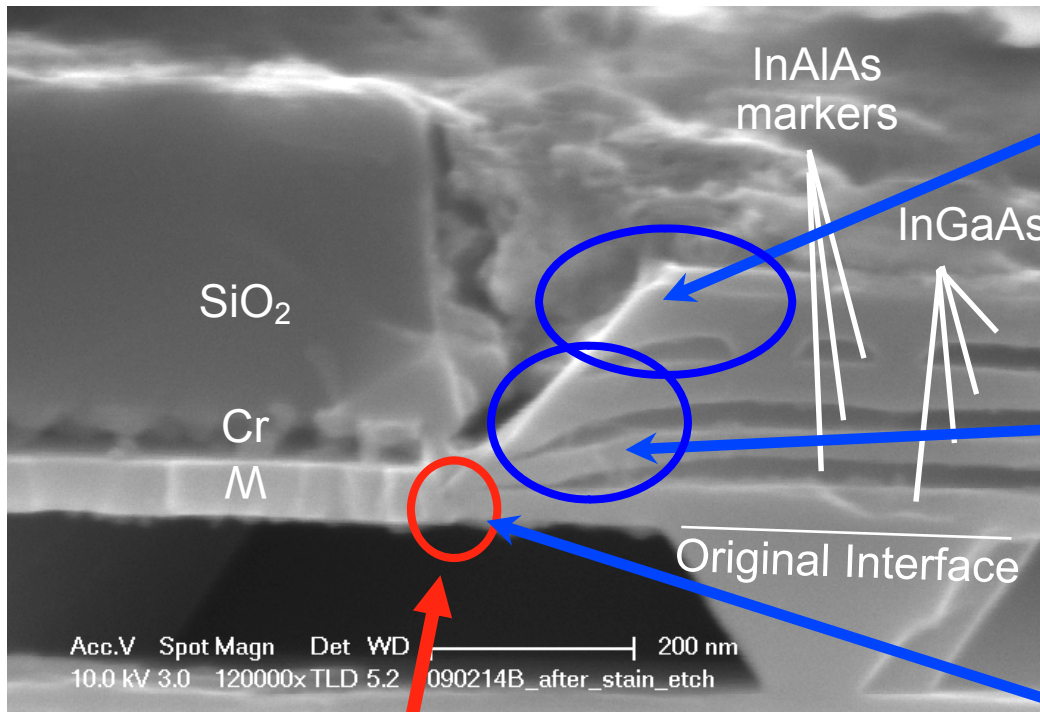 InAlAs
markers
InGaAs
SiO₂
Cr
W
Original Interface
Acc.V Spot Magn Det WD 200 nm
10.0 kV 3.0 120000x TLD 5.2 090214B_after_stain_etch